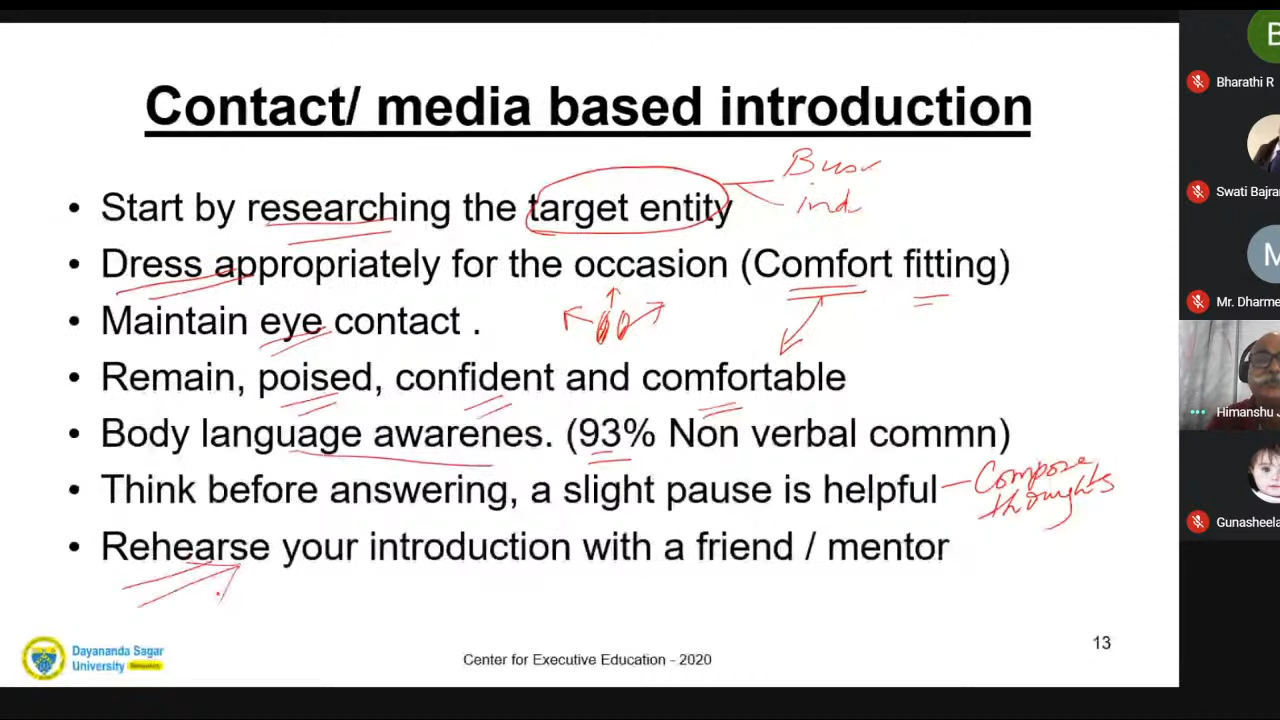 Contact/ media based introduction
Bus
ind
• Start by researching the target entity
• Dress appropriately for the occasion (Comfort fitting)
• Maintain eye contact .
• Remain, poised, confident and comfortable
• Body language awarenes. (93% Non verbal commn)
• Think before answering, a slight pause is helpful
Compose
thoughts
• Rehearse your introduction with a friend / mentor
Dayananda Sagar
University
Center for Executive Education - 2020
13
B
Bharathi R
Swati Bajra
M
Mr. Dharme
Himanshu J
Gunasheela